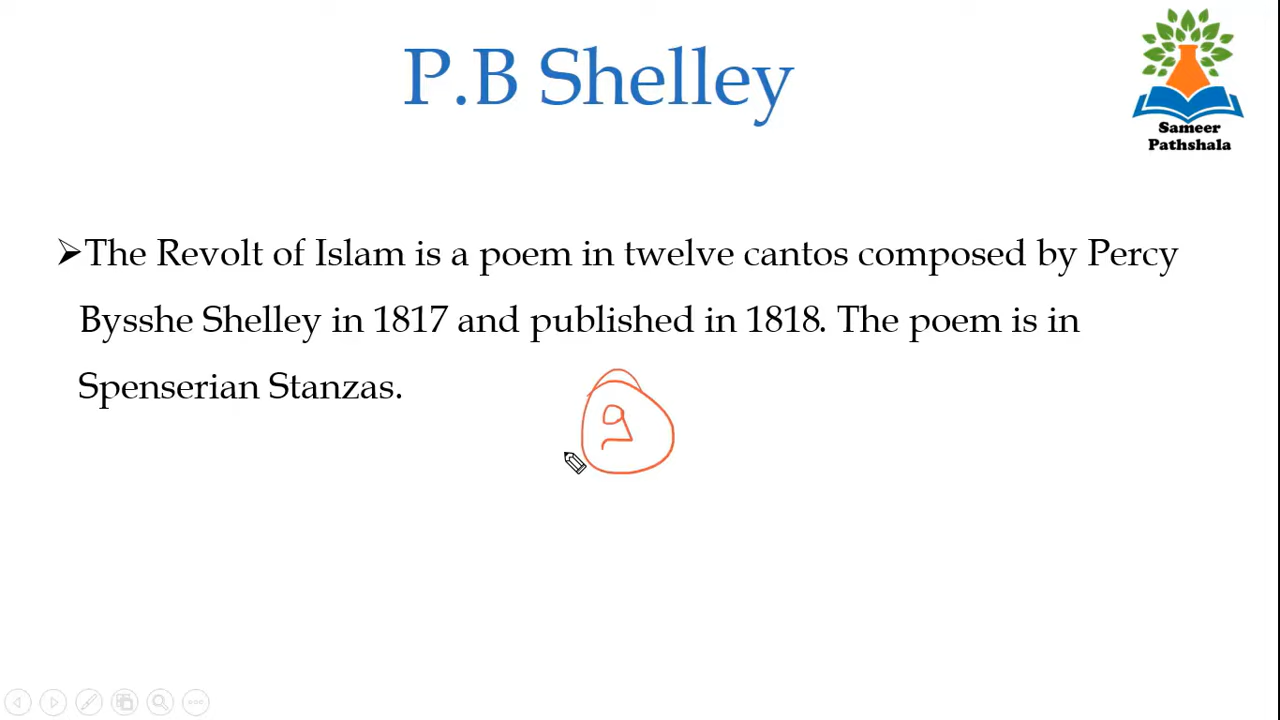 P.B Shelley
Sameer
Pathshala
➢The Revolt of Islam is a poem in twelve cantos composed by Percy
Bysshe Shelley in 1817 and published in 1818. The poem is in
Spenserian Stanzas.
9